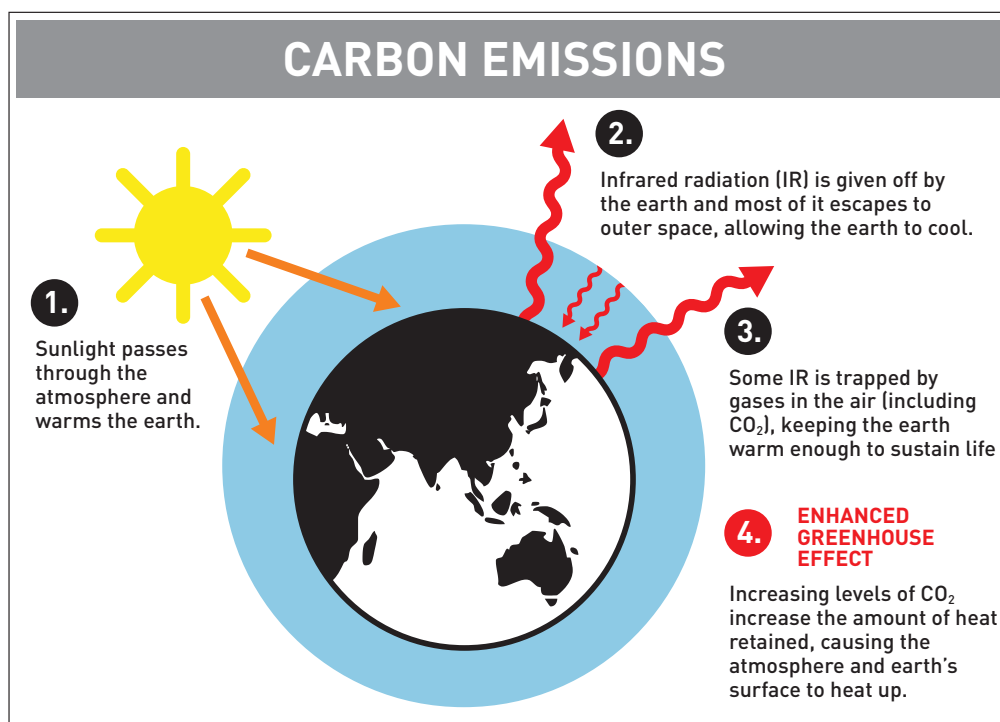 CARBON EMISSIONS
1.
Sunlight passes
through the
atmosphere and
warms the earth.
2.
Infrared radiation (IR) is given off by
the earth and most of it escapes to
outer space, allowing the earth to cool.
3.
Some IR is trapped by
gases in the air (including
CO₂), keeping the earth
warm enough to sustain life
4.
ENHANCED
GREENHOUSE
EFFECT
Increasing levels of CO₂
increase the amount of heat
retained, causing the
atmosphere and earth’s
surface to heat up.